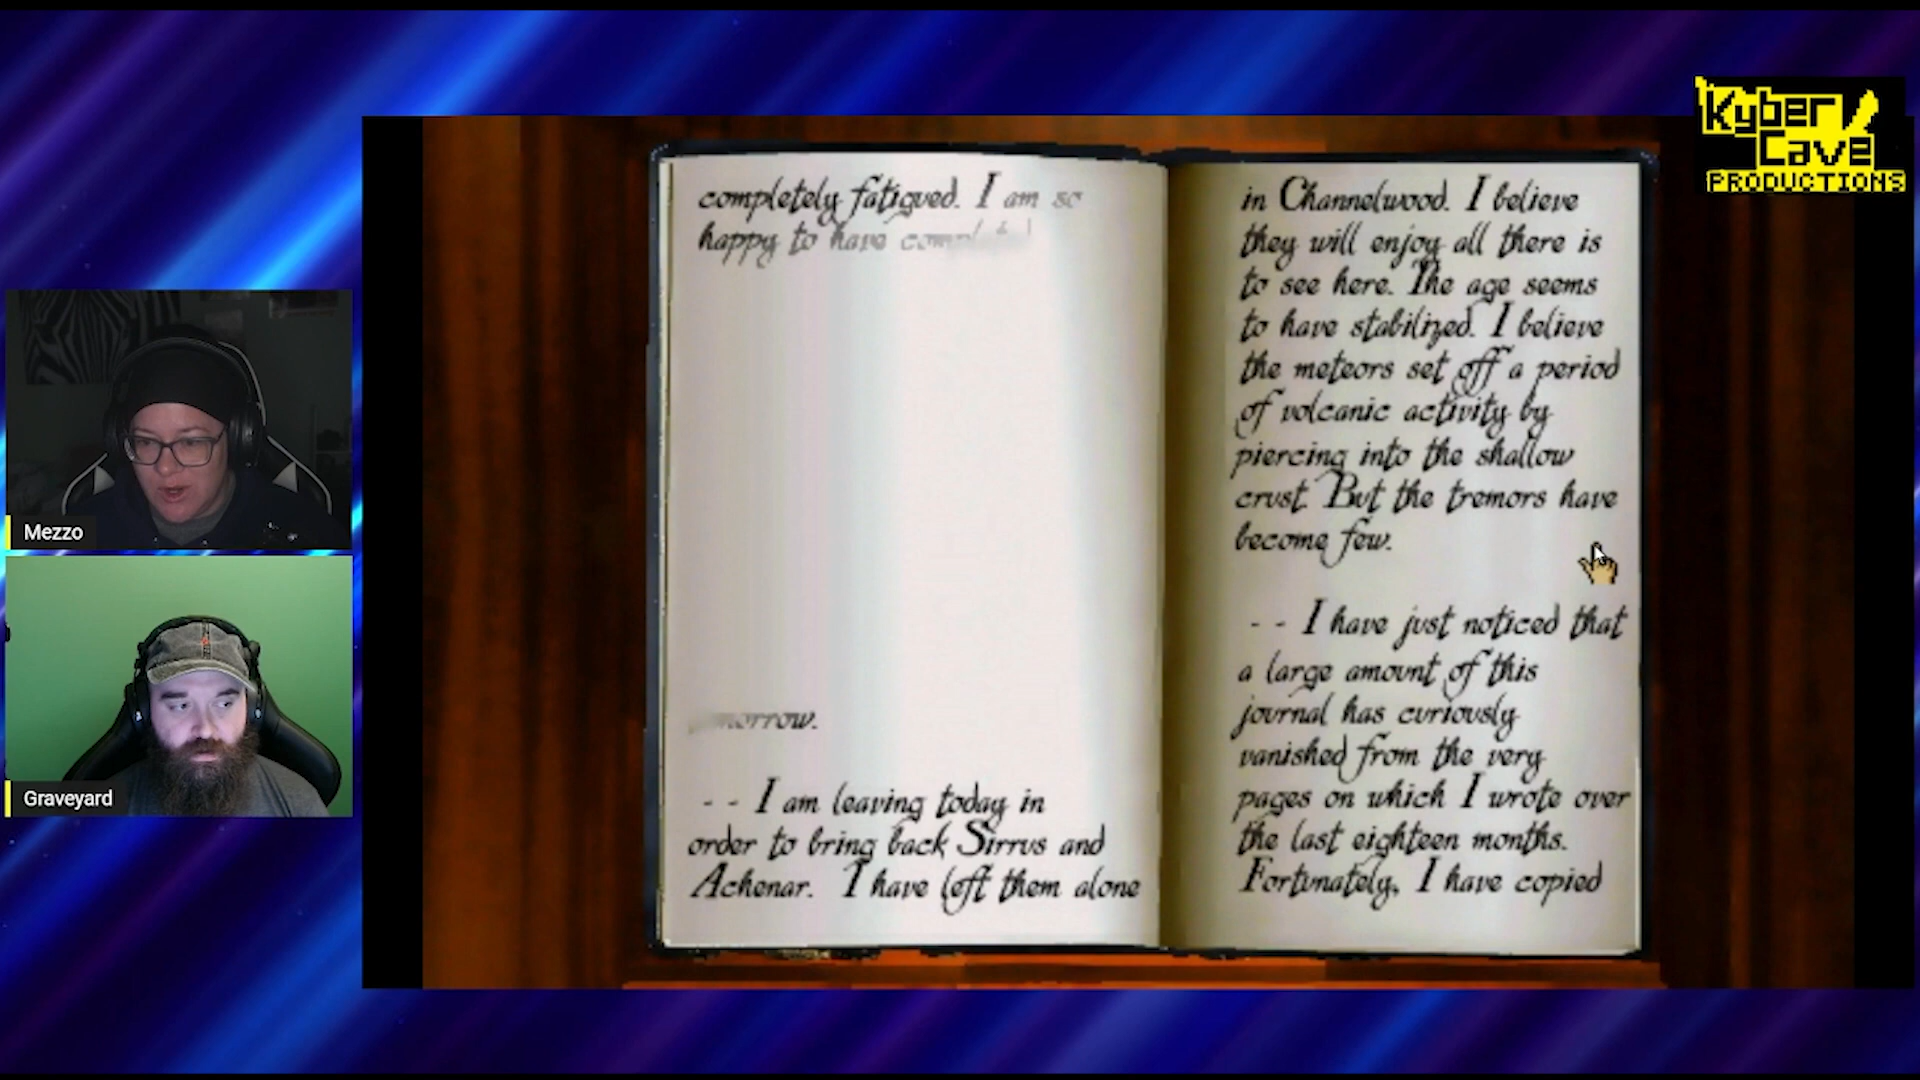 Kyber
Cave
PRODUCTIONS
completely fatigued. I am so
happy to have completed
in Channelwood. I believe
they will enjoy all there is
to see here. The age seems
to have stabilized. I believe
the meteors set off a period
of volcanic activity by
piercing into the shallow
crust. But the tremors have
become few.
-- I have just noticed that
a large amount of this
journal has curiously
vanished from the very
pages on which I wrote over
the last eighteen months.
Fortunately, I have copied
tomorrow.
-- I am leaving today in
order to bring back Sirrus and
Achenar. I have left them alone
Mezzo
Graveyard